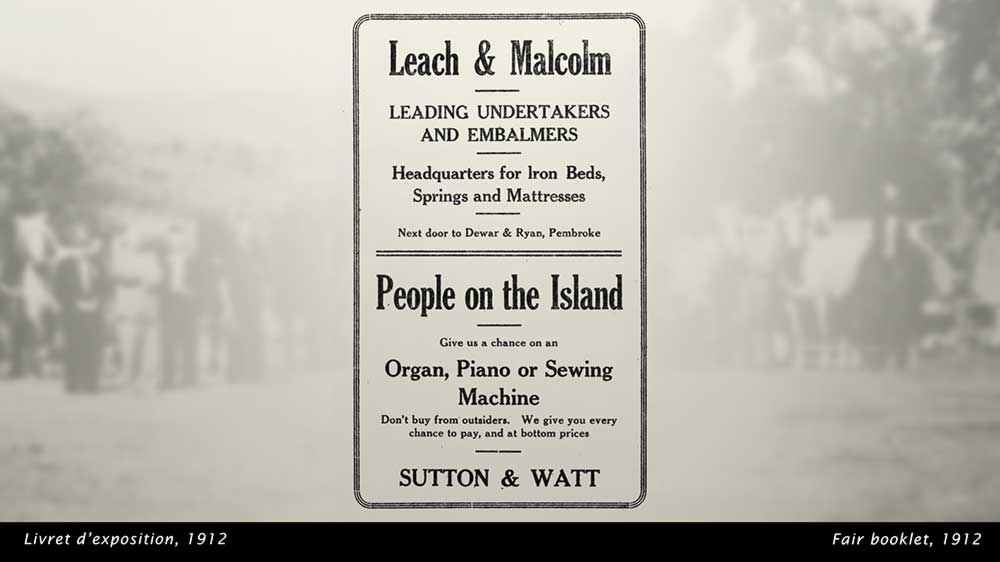 Leach & Malcolm
LEADING UNDERTAKERS
AND EMBALMERS
Headquarters for Iron Beds,
Springs and Mattresses
Next door to Dewar & Ryan, Pembroke
People on the Island
Give us a chance on an
Organ, Piano or Sewing
Machine
Don't buy from outsiders. We give you every
chance to pay, and at bottom prices
SUTTON & WATT
Livret d'exposition, 1912
Fair booklet, 1912